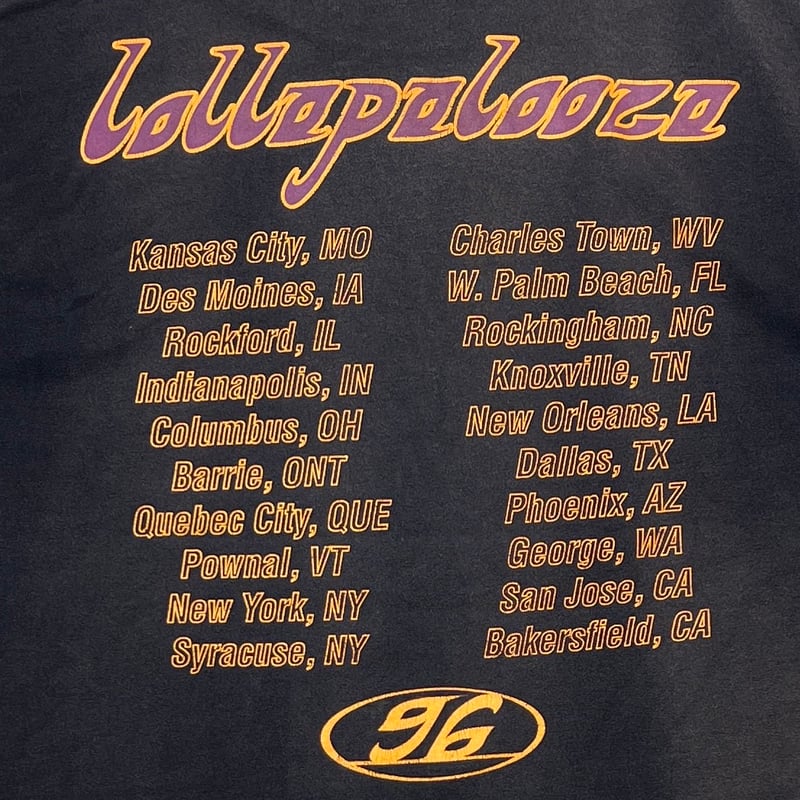 Lollapalooza
Kansas City, MO
Des Moines, IA
Rockford, IL
Indianapolis, IN
Columbus, OH
Barrie, ONT
Quebec City, QUE
Pownal, VT
New York, NY
Syracuse, NY
Charles Town, WV
W. Palm Beach, FL
Rockingham, NC
Knoxville, TN
New Orleans, LA
Dallas, TX
Phoenix, AZ
George, WA
San Jose, CA
Bakersfield, CA
96